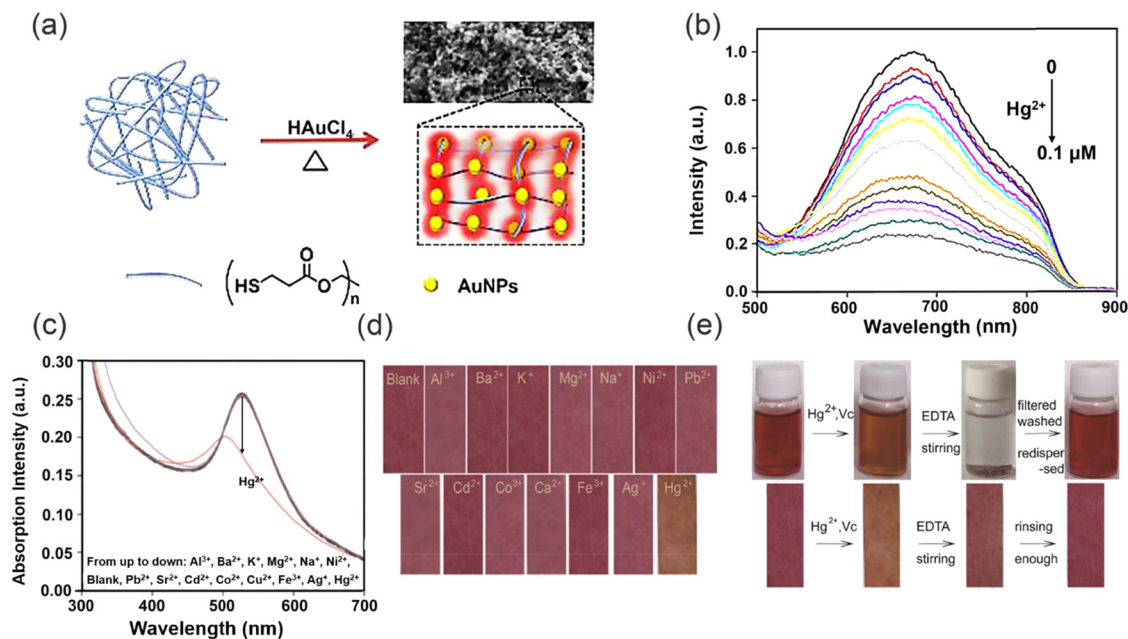 (a)
HAuCl₄
△
HS
O
O
n
AuNPs
(b)
Intensity (a.u.)
1.0
0.8
0.6
0.4
0.2
0.0
0
Hg²⁺
0.1 μM
500 600 700 800 900
Wavelength (nm)
(c)
Absorption Intensity (a.u.)
0.30
0.25
0.20
0.15
0.10
0.05
0.00
Hg²⁺
From up to down: Al³⁺, Ba²⁺, K⁺, Mg²⁺, Na⁺, Ni²⁺,
Blank, Pb²⁺, Sr²⁺, Cd²⁺, Co²⁺, Cu²⁺, Fe³⁺, Ag⁺, Hg²⁺
300 400 500 600 700
Wavelength (nm)
(d)
Blank Al³⁺ Ba²⁺ K⁺ Mg²⁺ Na⁺ Ni²⁺ Pb²⁺
Sr²⁺ Cd²⁺ Co³⁺ Ca²⁺ Fe³⁺ Ag⁺ Hg²⁺
(e)
Hg²⁺,Vc
EDTA
stirring
filtered
washed
redisper
-sed
Hg²⁺,Vc
EDTA
stirring
rinsing
enough